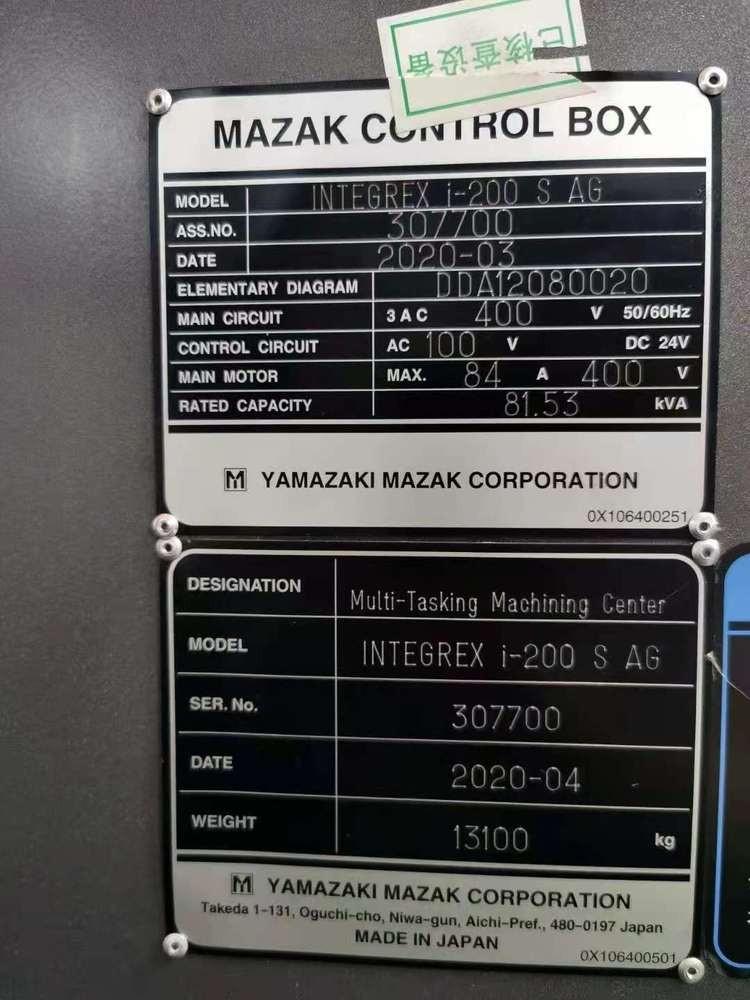 已核查设备
MAZAK CONTROL BOX
MODEL INTEGREX i-200 S AG
ASS.NO. 307700
DATE 2020-03
ELEMENTARY DIAGRAM DDA12080020
MAIN CIRCUIT 3 A C 400 V 50/60Hz
CONTROL CIRCUIT AC 100 V DC 24V
MAIN MOTOR MAX. 84 A 400 V
RATED CAPACITY 81.53 kVA
M YAMAZAKI MAZAK CORPORATION
0X106400251
DESIGNATION Multi-Tasking Machining Center
MODEL INTEGREX i-200 S AG
SER. No. 307700
DATE 2020-04
WEIGHT 13100 kg
M YAMAZAKI MAZAK CORPORATION
Takeda 1-131, Oguchi-cho, Niwa-gun, Aichi-Pref., 480-0197 Japan
MADE IN JAPAN
0X106400501